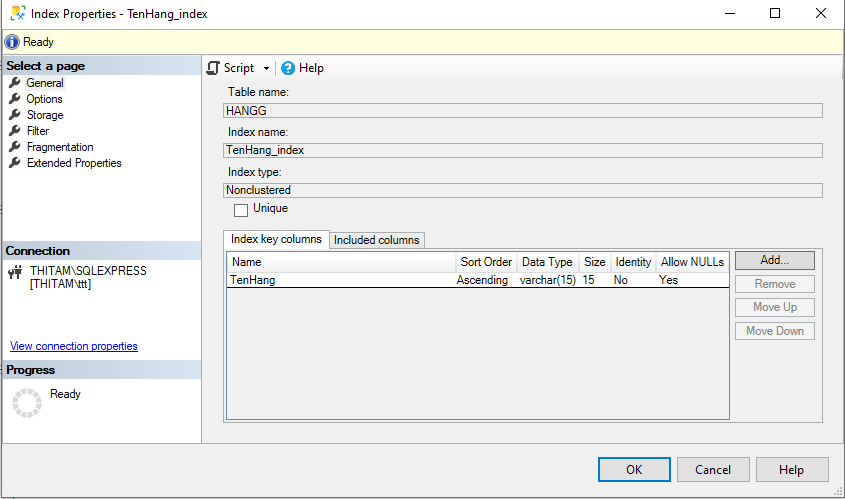 Index Properties - TenHang_index
Ready
Select a page
General
Options
Storage
Filter
Fragmentation
Extended Properties
Connection
THITAM\SQLEXPRESS
[THITAM\ttt]
View connection properties
Progress
Ready
Script Help
Table name:
HANGG
Index name:
TenHang_index
Index type:
Nonclustered
Unique
Index key columns Included columns
Name Sort Order Data Type Size Identity Allow NULLs
TenHang Ascending varchar(15) 15 No Yes
Add...
Remove
Move Up
Move Down
OK Cancel Help